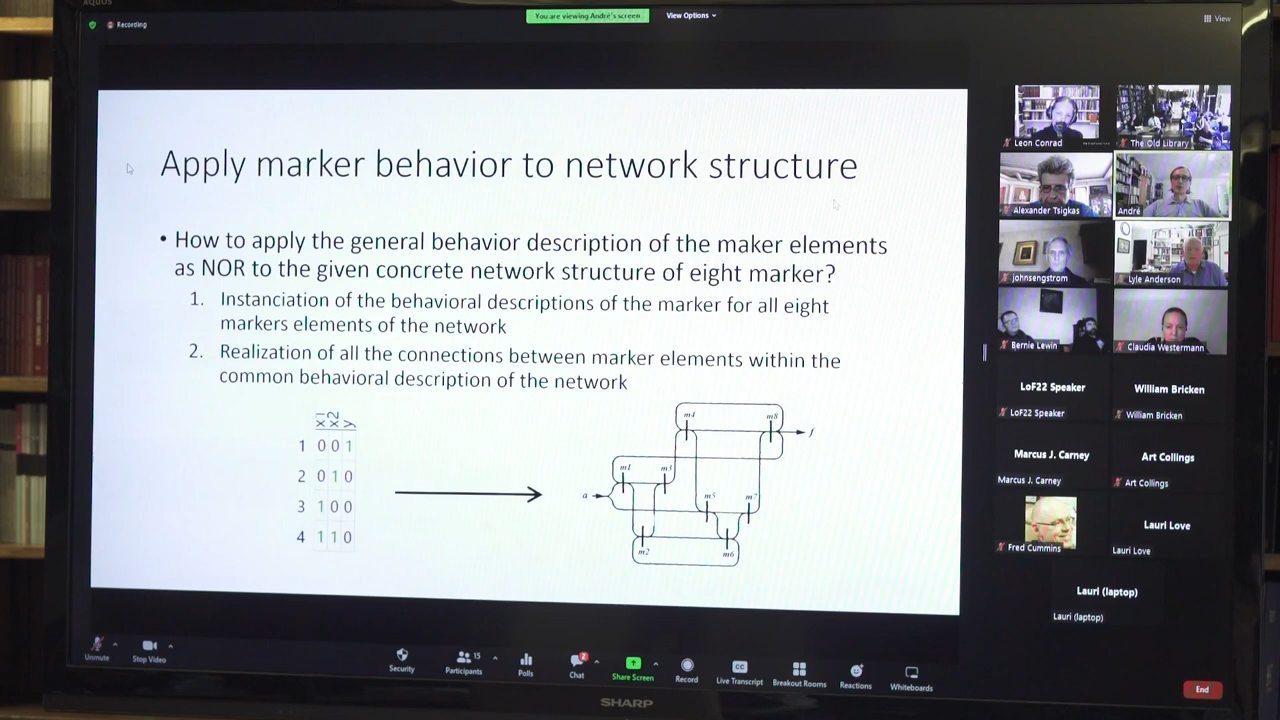 AQUOS
Recording
You are viewing André's screen
View Options
View
Apply marker behavior to network structure
• How to apply the general behavior description of the maker elements
as NOR to the given concrete network structure of eight marker?
1. Instanciation of the behavioral descriptions of the marker for all eight
markers elements of the network
2. Realization of all the connections between marker elements within the
common behavioral description of the network
x1 x2 y
1 0 0 1
2 0 1 0
3 1 0 0
4 1 1 0
m4 m8
f
m1 m3
a
m5 m7
m2 m6
Leon Conrad
The Old Library
Alexander Tsigkas
André
johnsengstrom
Lyle Anderson
Bernie Lewin
Claudia Westermann
LoF22 Speaker
William Bricken
LoF22 Speaker
William Bricken
Marcus J. Carney
Art Collings
Marcus J. Carney
Art Collings
Lauri Love
Fred Cummins
Lauri Love
Lauri (laptop)
Lauri (laptop)
Unmute
Stop Video
Security
15
Participants
Polls
2
Chat
Share Screen
Record
CC
Live Transcript
Breakout Rooms
Reactions
Whiteboards
End
SHARP